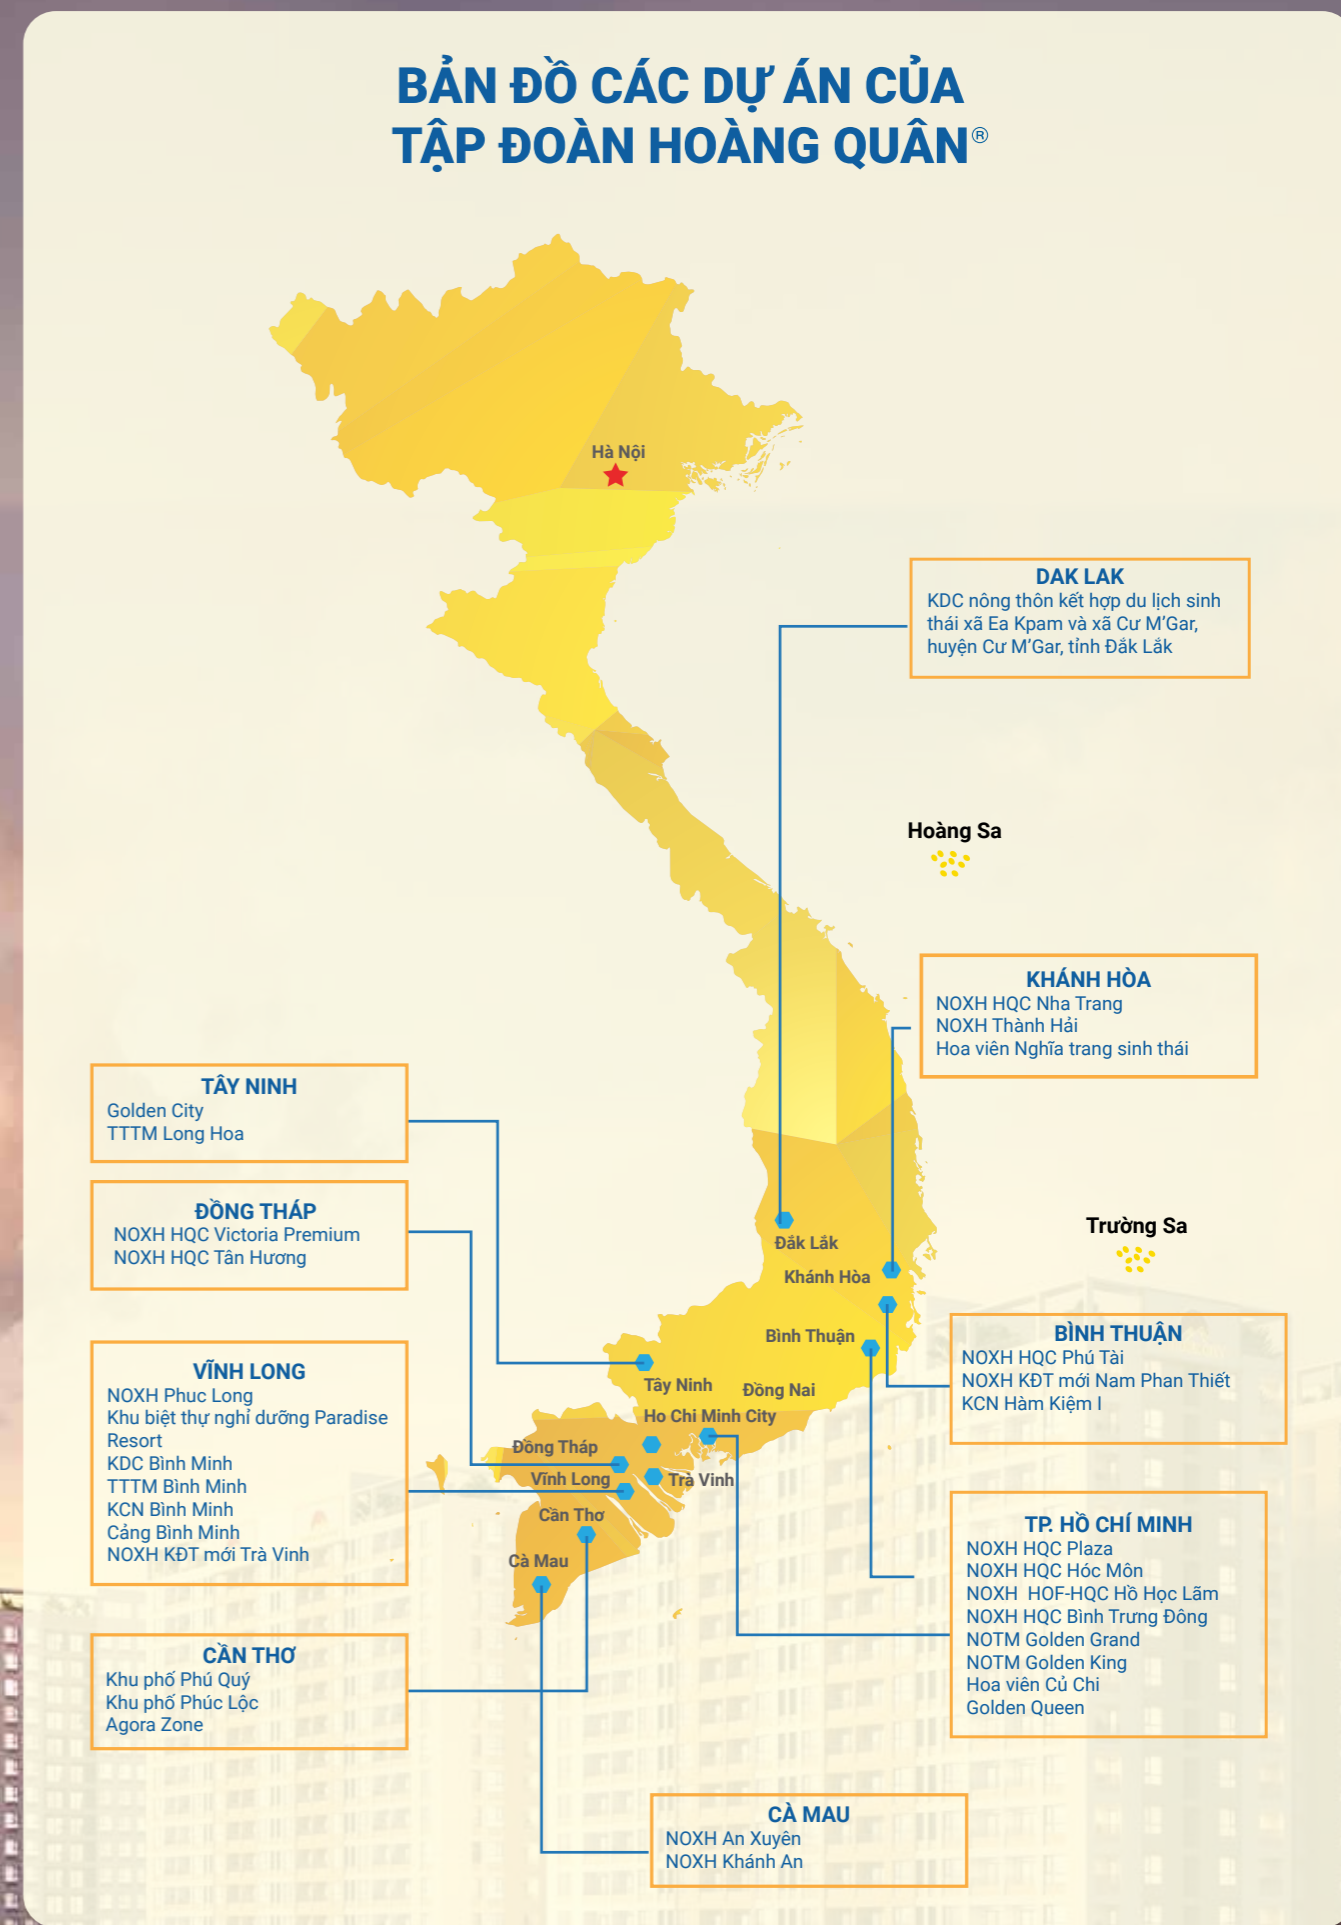 BẢN ĐỒ CÁC DỰ ÁN CỦA
TẬP ĐOÀN HOÀNG QUÂN®
Hà Nội
DAK LAK
KDC nông thôn kết hợp du lịch sinh
thái xã Ea Kpam và xã Cư M’Gar,
huyện Cư M’Gar, tỉnh Đắk Lắk
Hoàng Sa
KHÁNH HÒA
NOXH HQC Nha Trang
NOXH Thành Hải
Hoa viên Nghĩa trang sinh thái
TÂY NINH
Golden City
TTTM Long Hoa
ĐỒNG THÁP
NOXH HQC Victoria Premium
NOXH HQC Tân Hương
Trường Sa
Đắk Lắk
Khánh Hòa
Bình Thuận
Tây Ninh
Đồng Nai
Ho Chi Minh City
Đồng Tháp
Vĩnh Long
Trà Vinh
Cần Thơ
Cà Mau
BÌNH THUẬN
NOXH HQC Phú Tài
NOXH KĐT mới Nam Phan Thiết
KCN Hàm Kiệm I
VĨNH LONG
NOXH Phuc Long
Khu biệt thự nghỉ dưỡng Paradise
Resort
KDC Bình Minh
TTTM Bình Minh
KCN Bình Minh
Cảng Bình Minh
NOXH KĐT mới Trà Vinh
TP. HỒ CHÍ MINH
NOXH HQC Plaza
NOXH HQC Hóc Môn
NOXH  HOF-HQC Hồ Học Lãm
NOXH HQC Bình Trưng Đông
NOTM Golden Grand
NOTM Golden King
Hoa viên Củ Chi
Golden Queen
CẦN THƠ
Khu phố Phú Quý
Khu phố Phúc Lộc
Agora Zone
CÀ MAU
NOXH An Xuyên
NOXH Khánh An